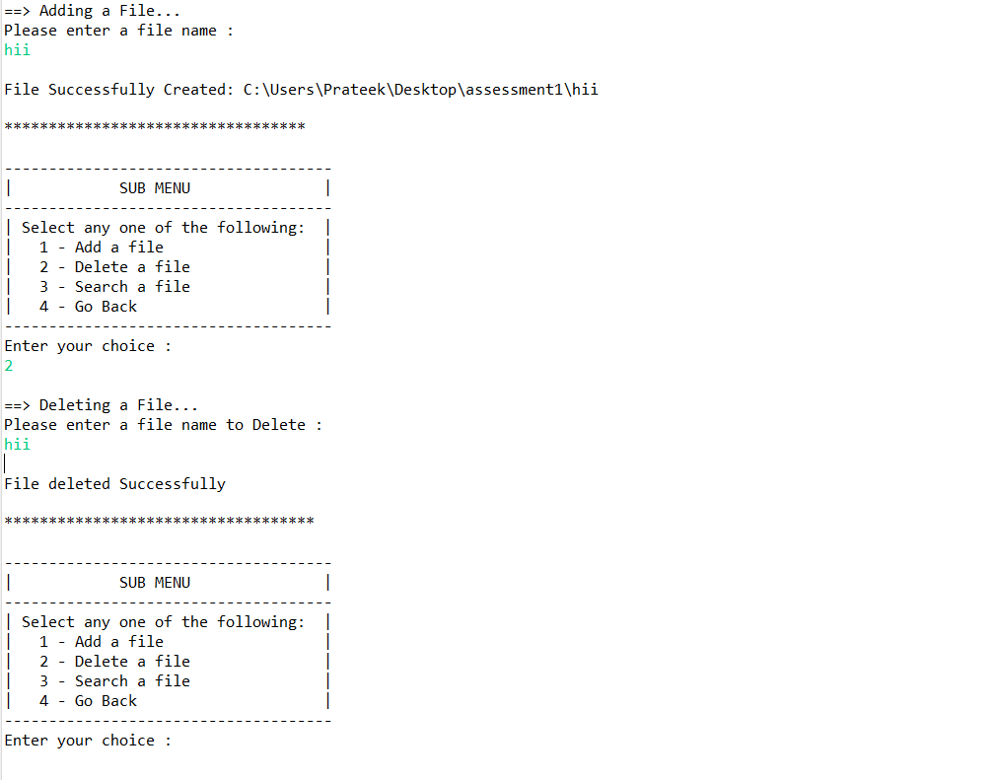 ==> Adding a File...
Please enter a file name :
hii
File Successfully Created: C:\Users\Prateek\Desktop\assessment1\hii
**********************************
-------------------------------------
|            SUB MENU               |
-------------------------------------
| Select any one of the following:  |
|   1 - Add a file                  |
|   2 - Delete a file               |
|   3 - Search a file               |
|   4 - Go Back                     |
-------------------------------------
Enter your choice :
2
==> Deleting a File...
Please enter a file name to Delete :
hii
File deleted Successfully
***********************************
-------------------------------------
|            SUB MENU               |
-------------------------------------
| Select any one of the following:  |
|   1 - Add a file                  |
|   2 - Delete a file               |
|   3 - Search a file               |
|   4 - Go Back                     |
-------------------------------------
Enter your choice :